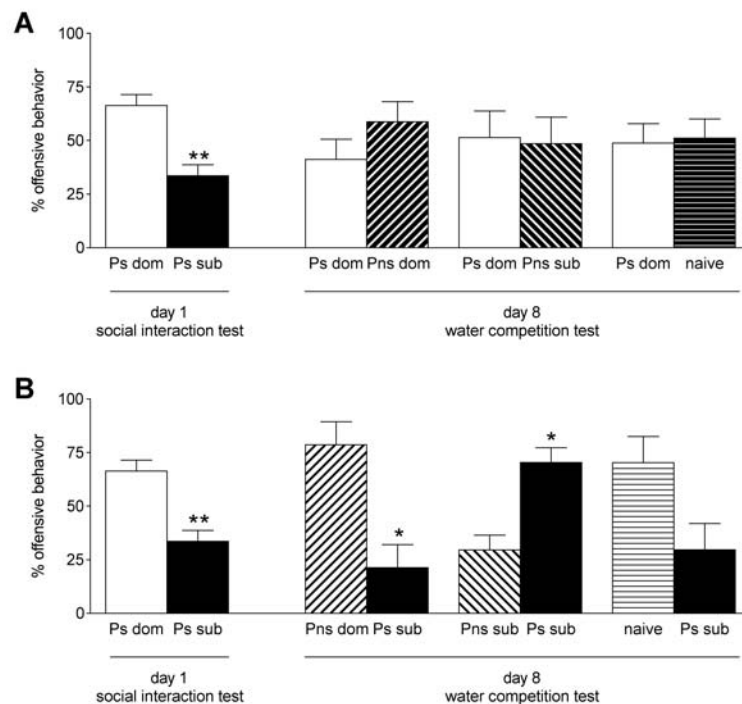 A
% offensive behavior
100
75
50
25
0
**
Ps dom Ps sub
Ps dom Pns dom
Ps dom Pns sub
Ps dom naive
day 1
social interaction test
day 8
water competition test
B
% offensive behavior
100
75
50
25
0
**
*
*
Ps dom Ps sub
Pns dom Ps sub
Pns sub Ps sub
naive Ps sub
day 1
social interaction test
day 8
water competition test